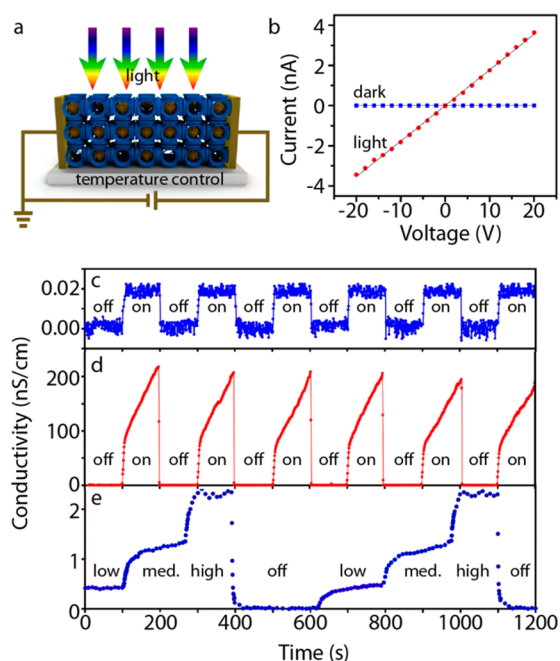 a
light
temperature control
b
Current (nA)
4
2
0
-2
-4
dark
light
-20 -10 0 10 20
Voltage (V)
Conductivity (nS/cm)
c
0.02
0.00
off on off on off on off on off on off on
d
200
100
0
off on off on off on off on off on off on
e
2
1
0
low med. high off low med. high off
0 200 400 600 800 1000 1200
Time (s)